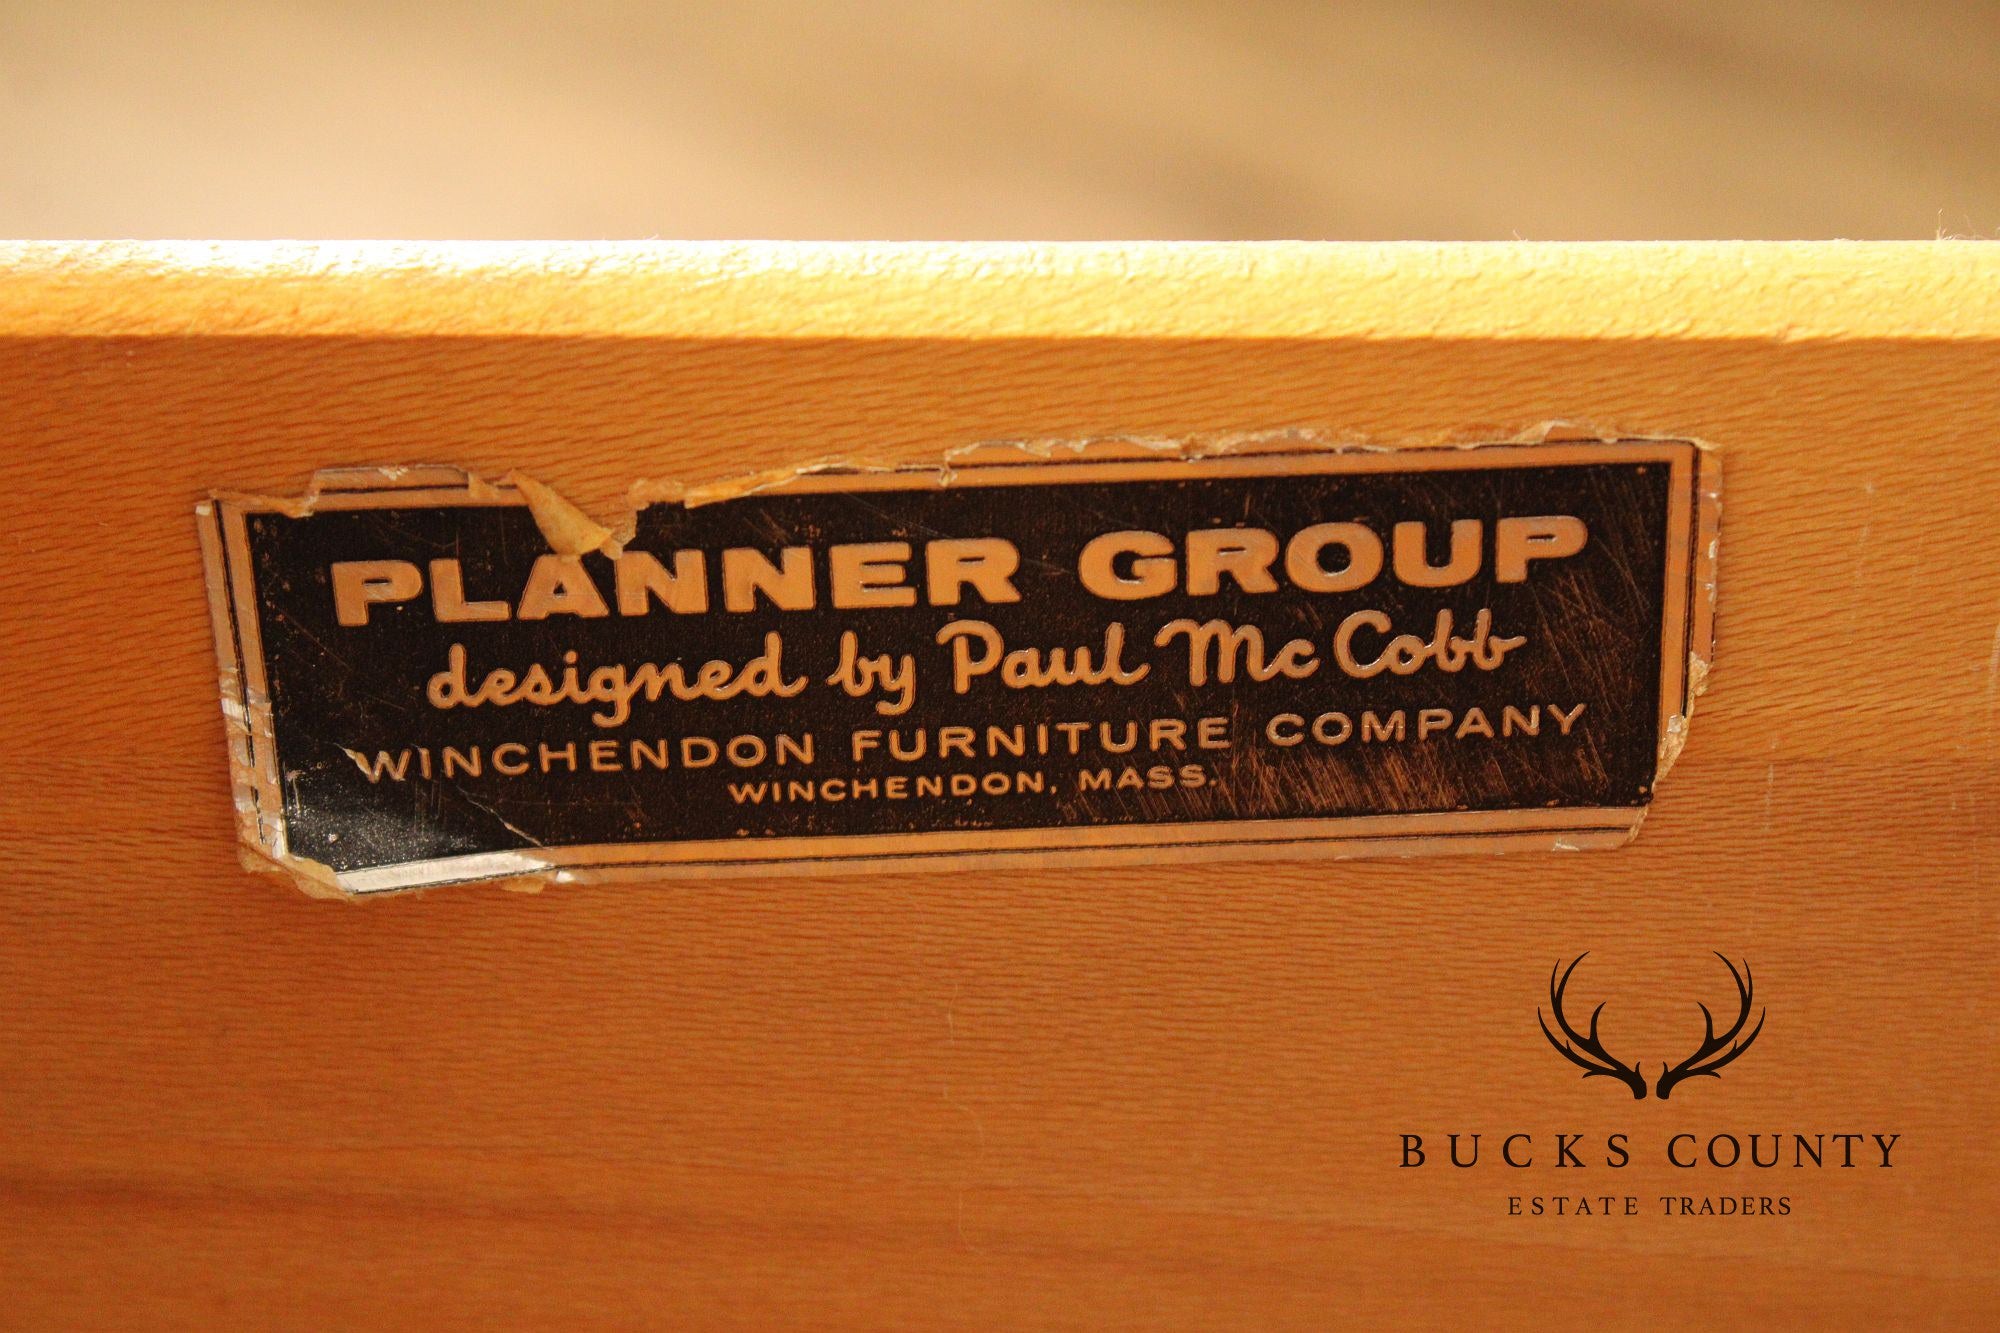 PLANNER GROUP
designed by Paul McCobb
WINCHENDON FURNITURE COMPANY
WINCHENDON, MASS.
BUCKS COUNTY
ESTATE TRADERS